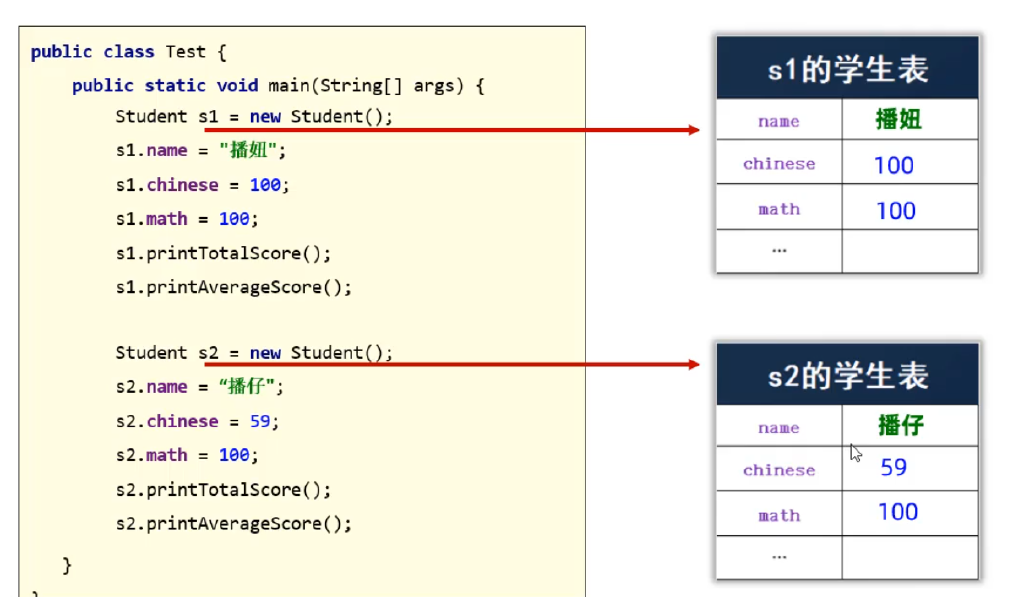 public class Test {
public static void main(String[] args) {
Student s1 = new Student();
s1.name = "播妞";
s1.chinese = 100;
s1.math = 100;
s1.printTotalScore();
s1.printAverageScore();
Student s2 = new Student();
s2.name = “播仔";
s2.chinese = 59;
s2.math = 100;
s2.printTotalScore();
s2.printAverageScore();
}
}
s1的学生表
name 播妞
chinese 100
math 100
…
s2的学生表
name 播仔
chinese 59
math 100
…